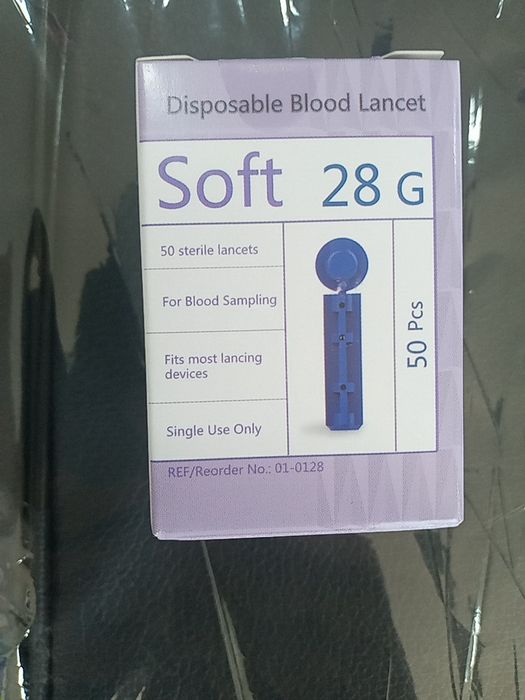 Disposable Blood Lancet
Soft 28 G
50 sterile lancets
For Blood Sampling
Fits most lancing
devices
Single Use Only
50 Pcs
REF/Reorder No.: 01-0128